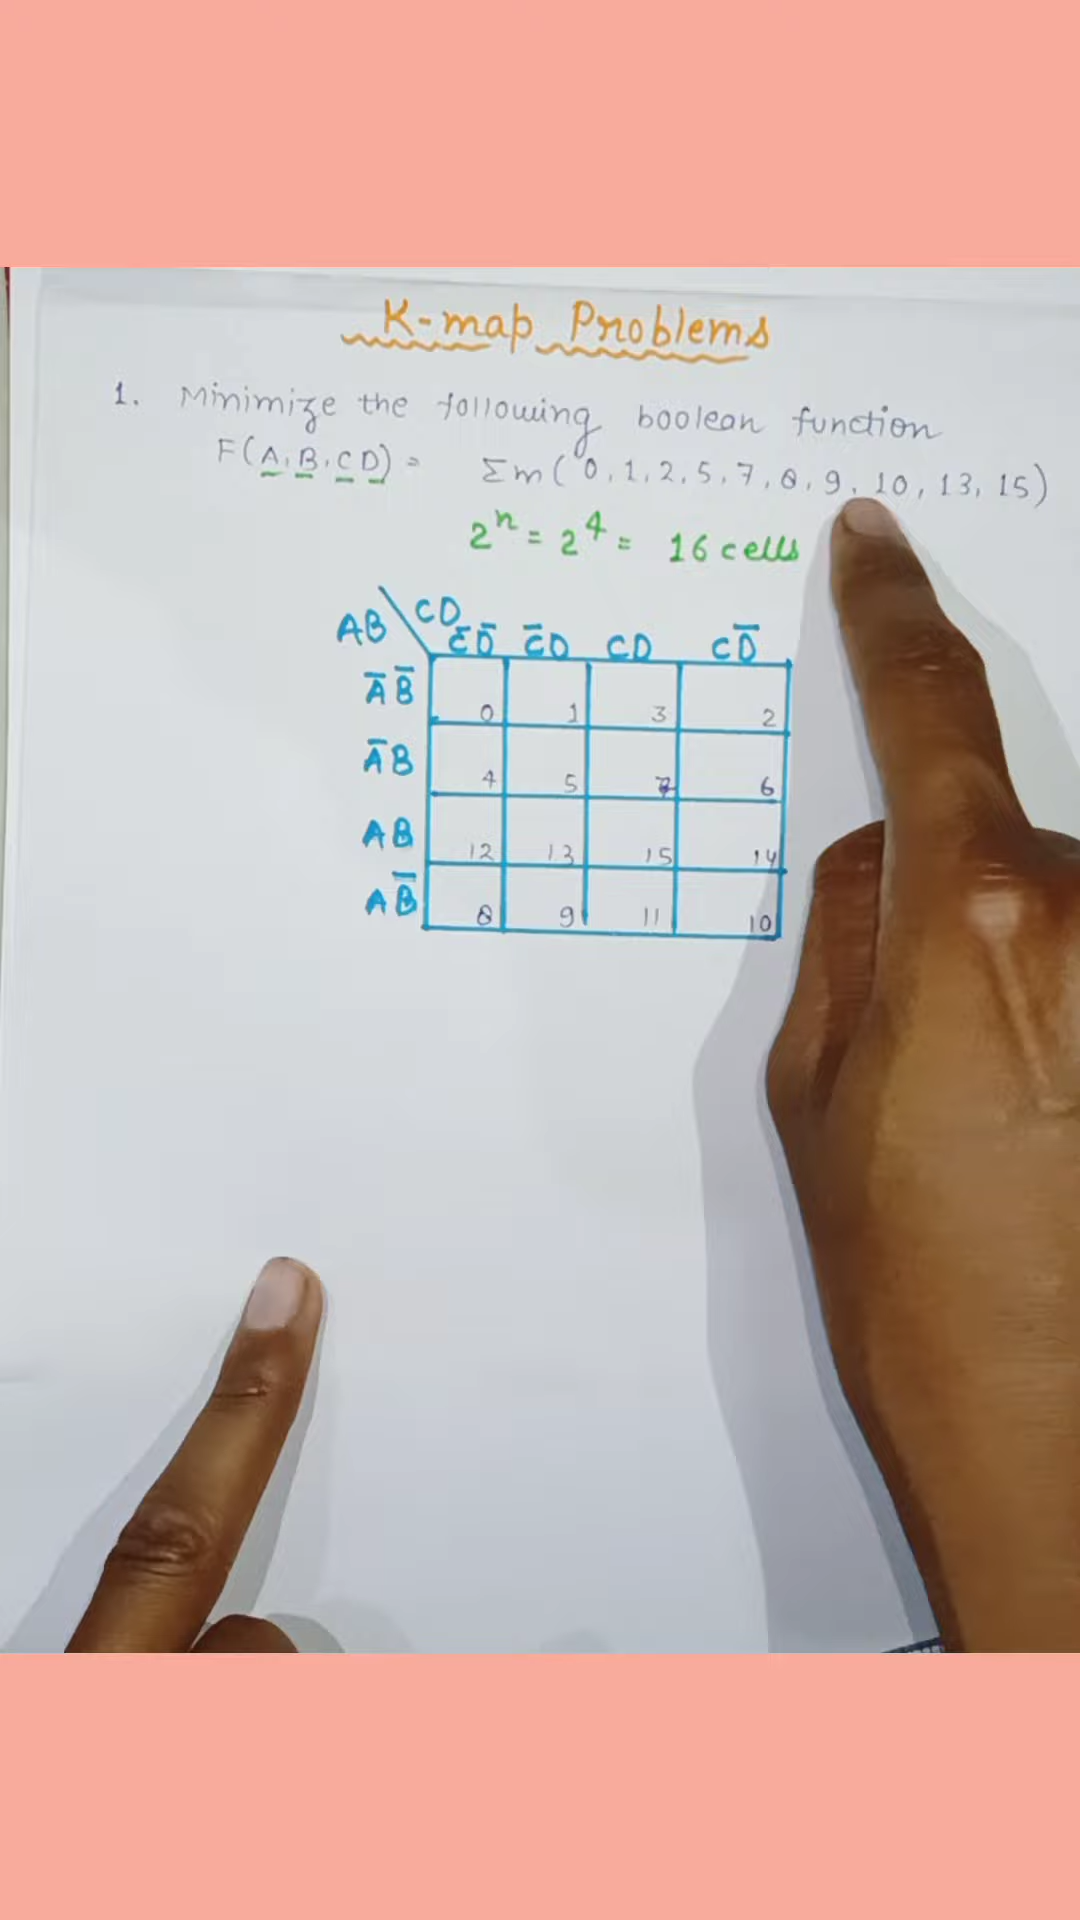 K-map Problems
1. Minimize the following boolean function
F(A,B,CD) = Σm(0,1,2,5,7,8,9,10,13,15)
2ⁿ = 2⁴ = 16 cells
AB \ CD
C̅D̅ C̅D CD CD̅
A̅B̅ 0 1 3 2
A̅B 4 5 7 6
AB 12 13 15 14
AB̅ 8 9 11 10